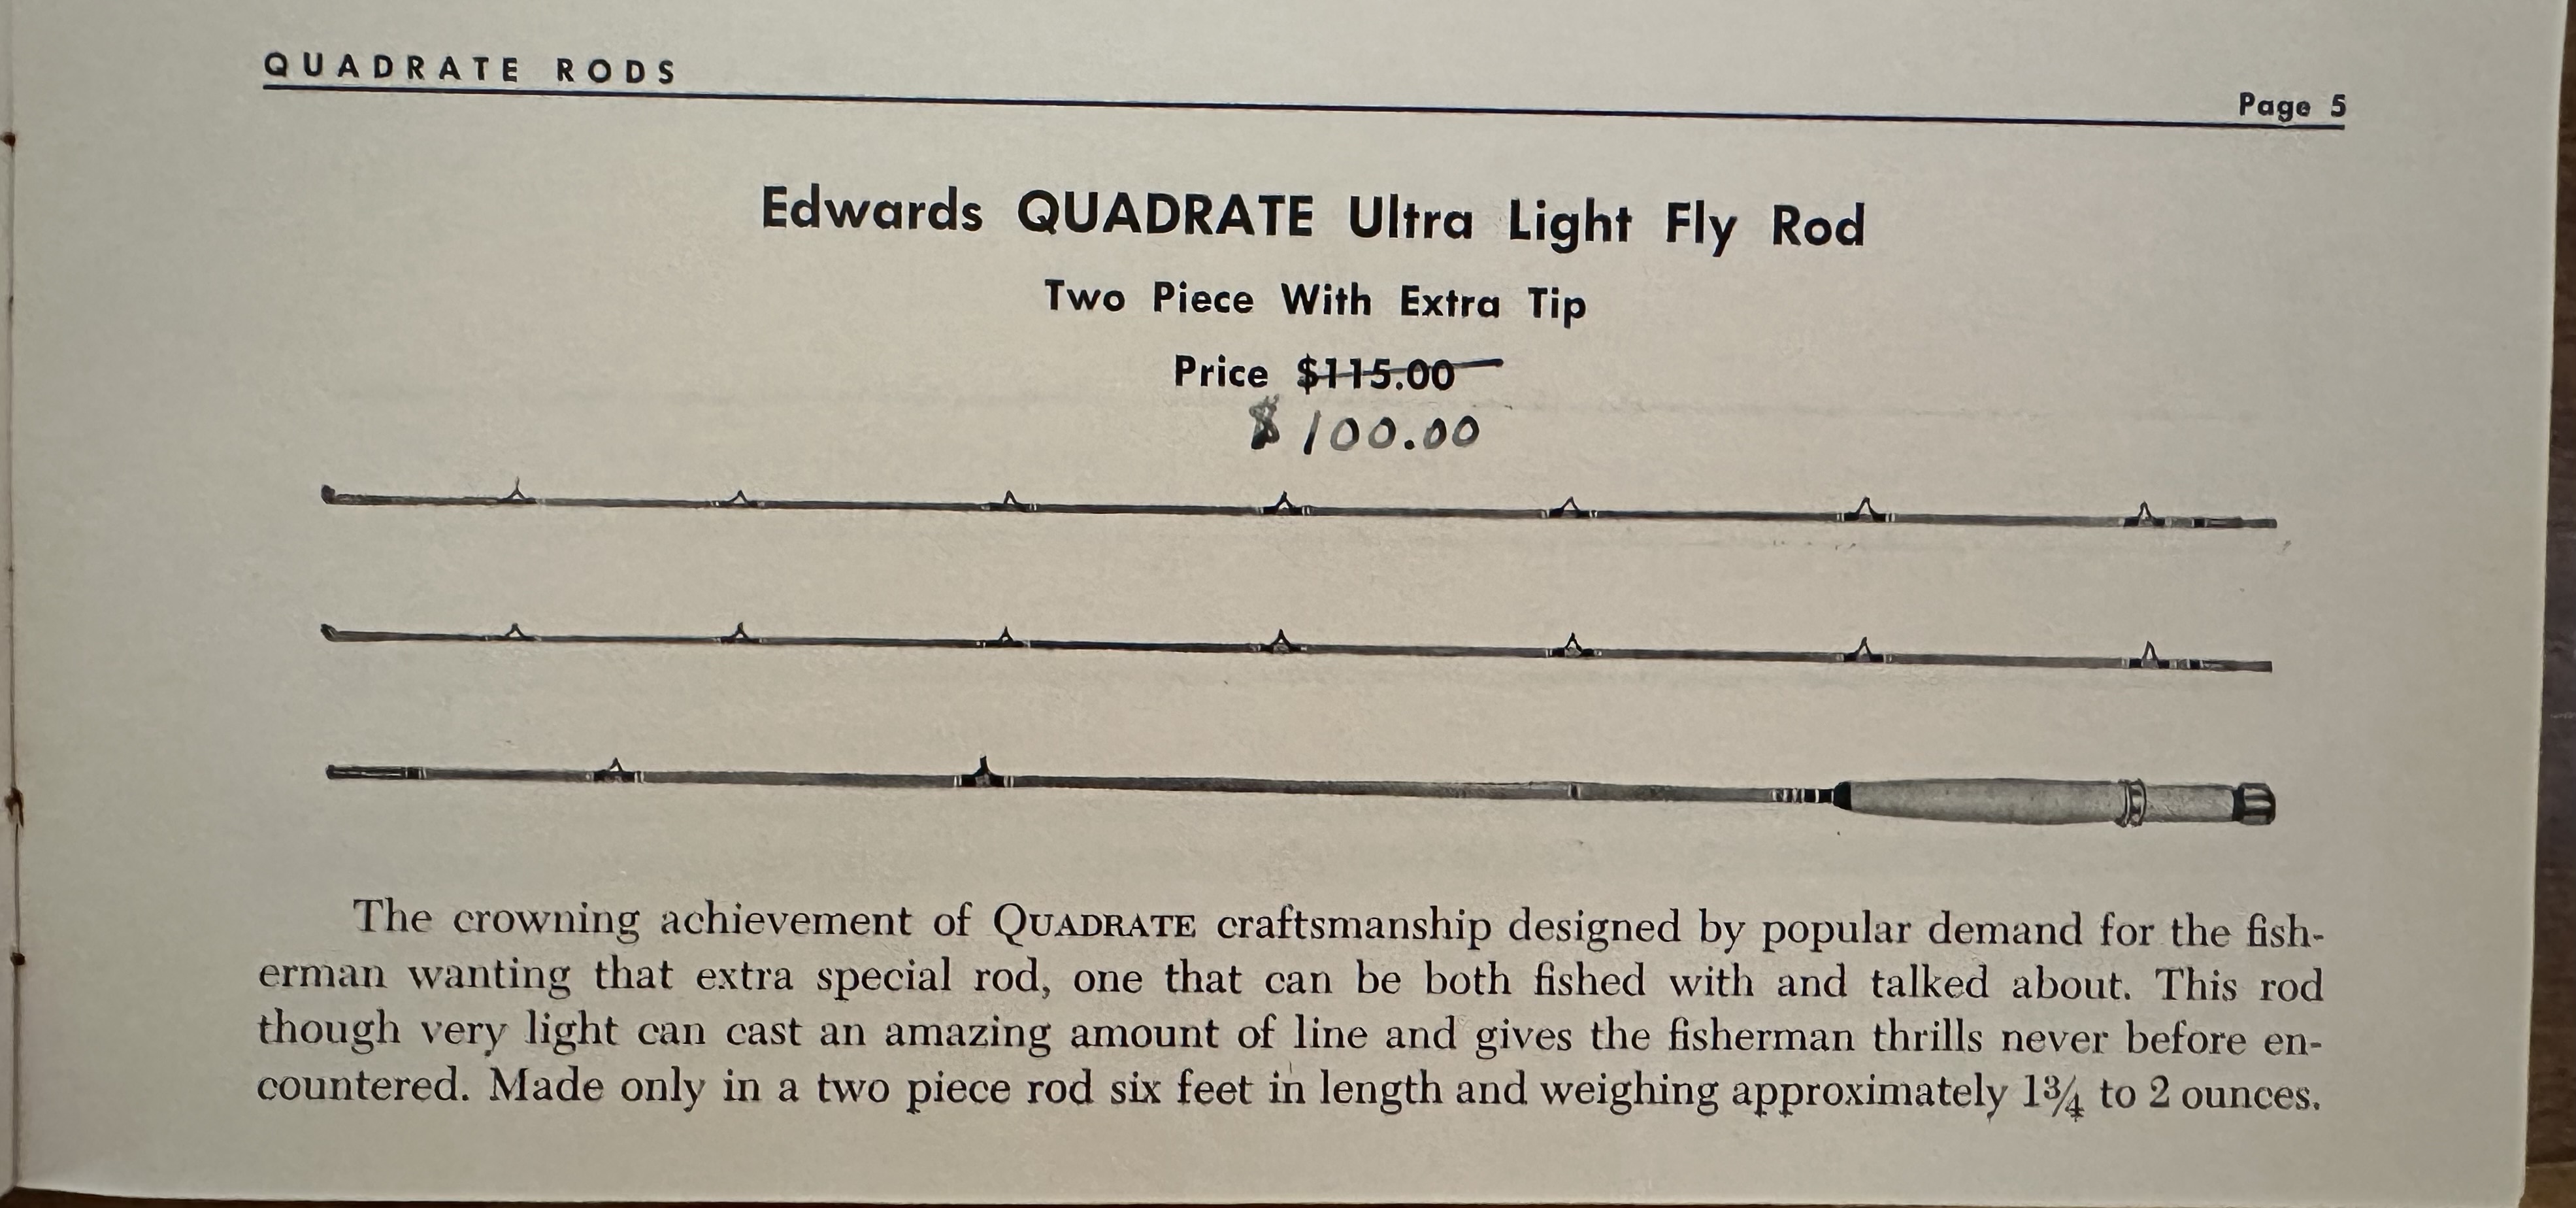 QUADRATE RODS
Page 5
Edwards QUADRATE Ultra Light Fly Rod
Two Piece With Extra Tip
Price $115.00
$100.00
The crowning achievement of QUADRATE craftsmanship designed by popular demand for the fish-
erman wanting that extra special rod, one that can be both fished with and talked about. This rod
though very light can cast an amazing amount of line and gives the fisherman thrills never before en-
countered. Made only in a two piece rod six feet in length and weighing approximately 1¾ to 2 ounces.